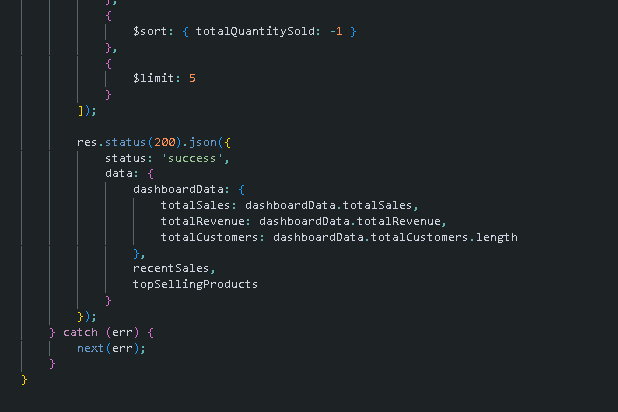 },
{
$sort: { totalQuantitySold: -1 }
},
{
$limit: 5
}
]);
res.status(200).json({
status: 'success',
data: {
dashboardData: {
totalSales: dashboardData.totalSales,
totalRevenue: dashboardData.totalRevenue,
totalCustomers: dashboardData.totalCustomers.length
},
recentSales,
topSellingProducts
}
});
} catch (err) {
next(err);
}
}